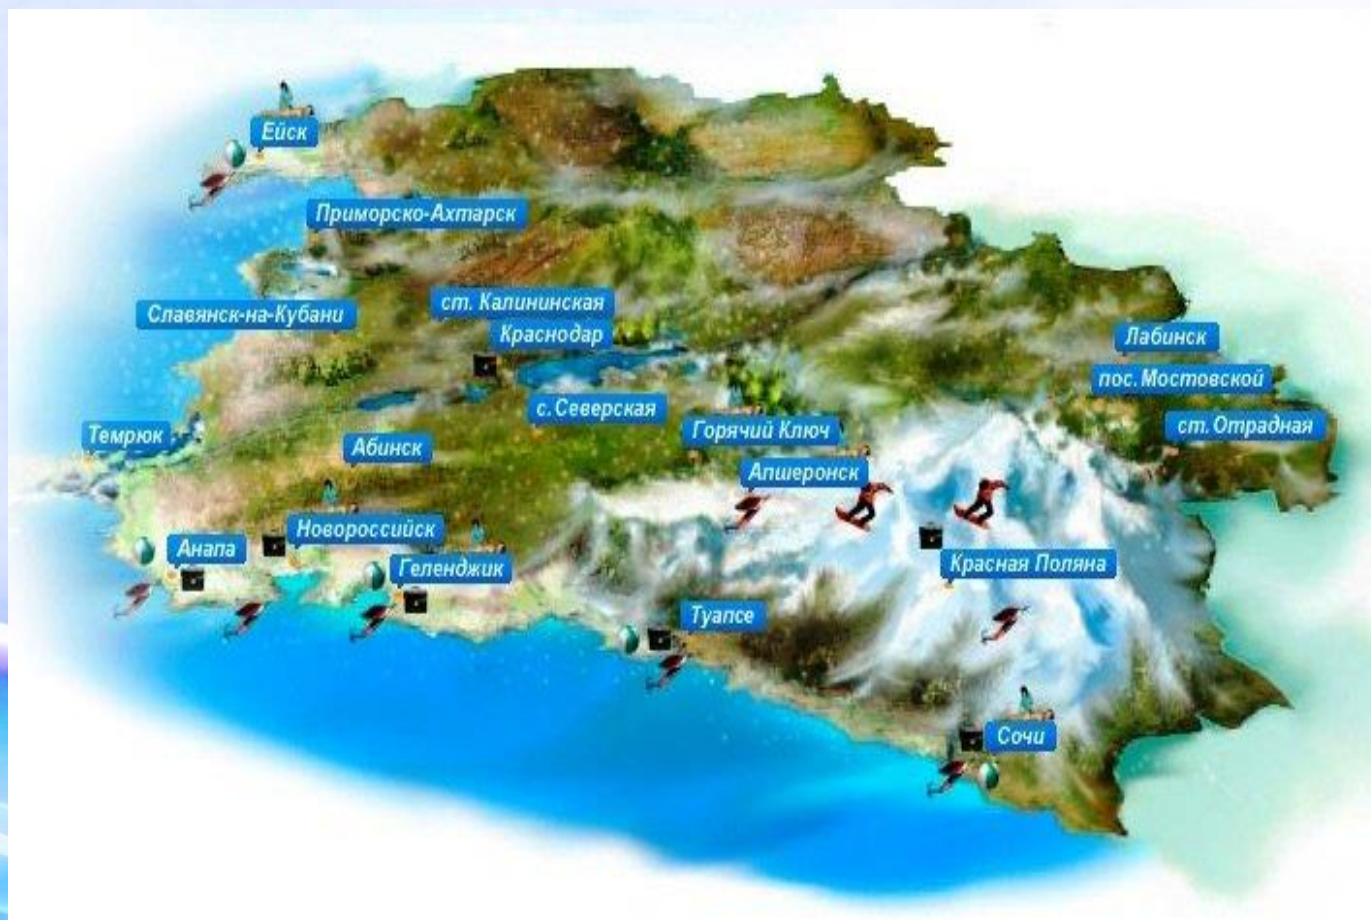 Ейск
Приморско-Ахтарск
ст. Калининская
Славянск-на-Кубани
Краснодар
Лабинск
пос. Мостовской
с. Северская
ст. Отрадная
Горячий Ключ
Темрюк
Абинск
Апшеронск
Новороссийск
Анапа
Геленджик
Красная Поляна
Туапсе
Сочи